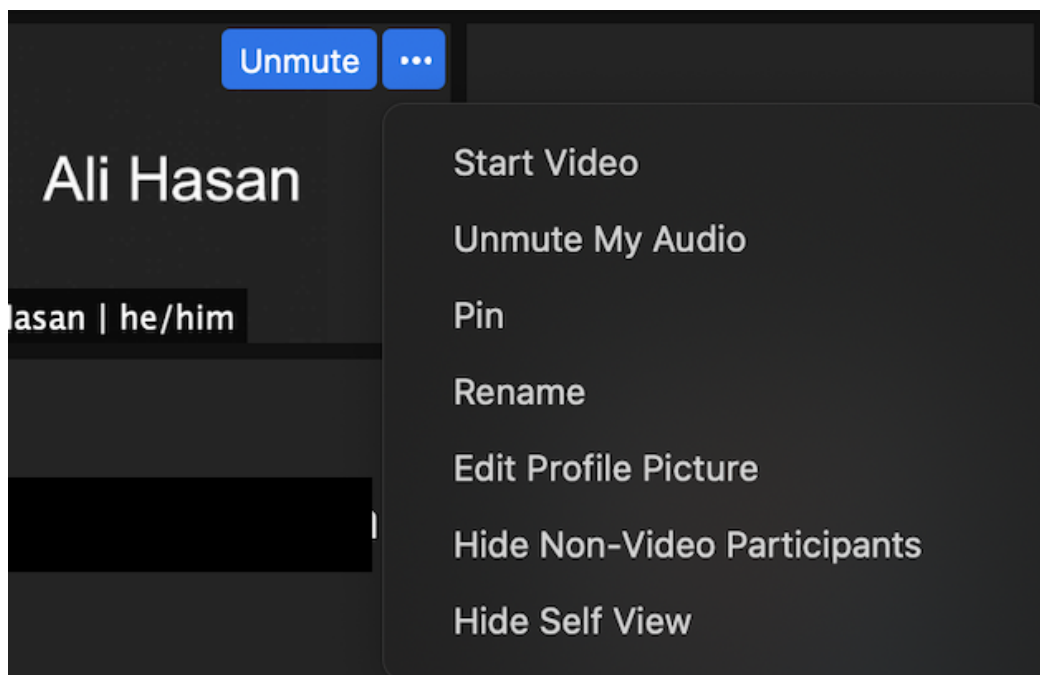 Unmute ...
Ali Hasan
Hasan | he/him
Start Video
Unmute My Audio
Pin
Rename
Edit Profile Picture
Hide Non-Video Participants
Hide Self View